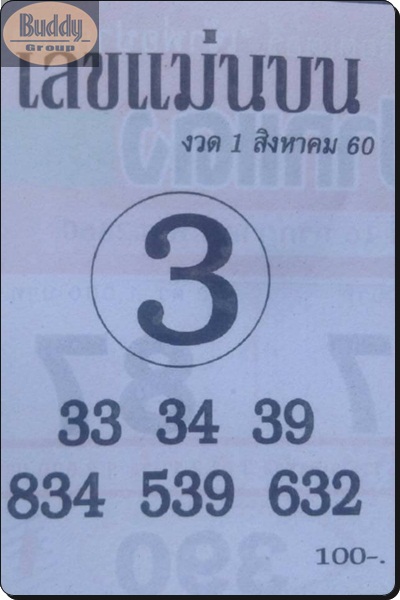 Buddy
Group
เลขแม่นบน
งวด 1 สิงหาคม 60
3
33 34 39
834 539 632
100-.